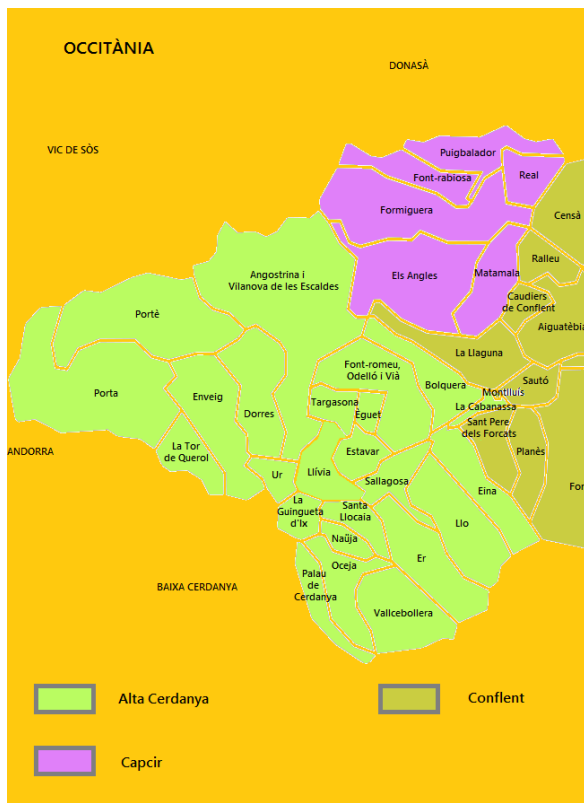 OCCITÀNIA
DONASÀ
VIC DE SÒS
Puigbalador
Font-rabiosa
Real
Formiguera
Censà
Ralleu
Angostrina i
Vilanova de les Escaldes
Els Angles
Matamala
Caudiers
de Conflent
Portè
Aiguatèbia
La Llaguna
Font-romeu,
Odelló i Vià
Bolquera
Sautó
Porta
Enveig
Montlluís
Targasona
La Cabanassa
Dorres
Èguet
Sant Pere
dels Forcats
ANDORRA
La Tor
de Querol
Estavar
Planès
Ur
Llívia
Sallagosa
Eina
For
La
Guingueta
d'Ix
Santa
Llocaia
Llo
Naüja
Er
Oceja
Palau
de
Cerdanya
BAIXA CERDANYA
Vallcebollera
Alta Cerdanya
Conflent
Capcir